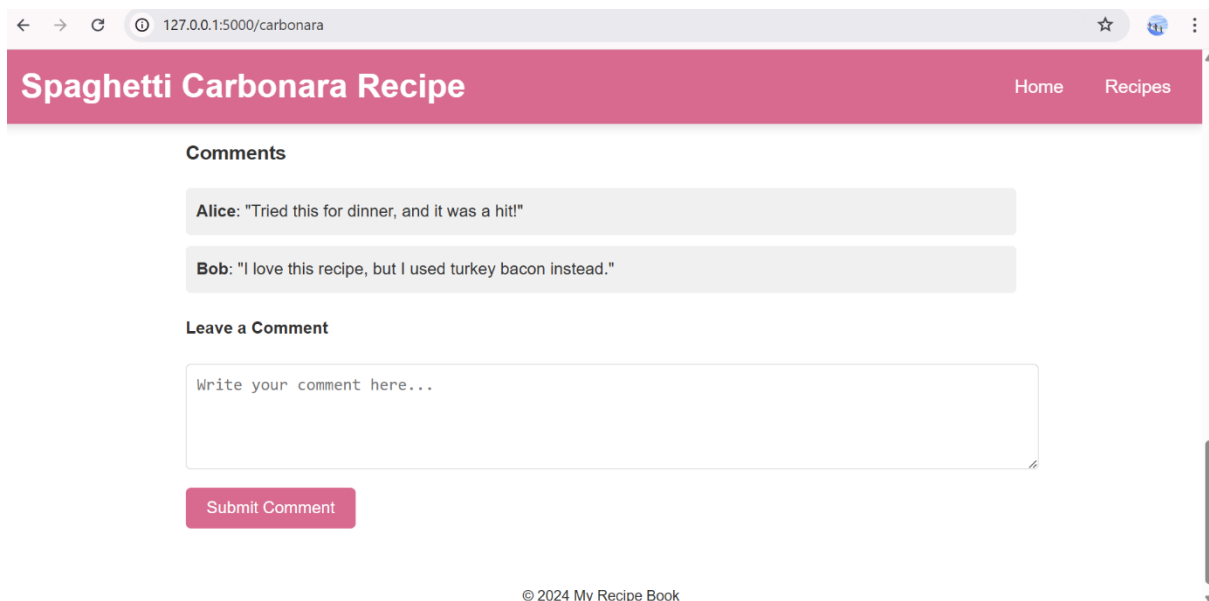 127.0.0.1:5000/carbonara
Spaghetti Carbonara Recipe
Home Recipes
Comments
Alice: "Tried this for dinner, and it was a hit!"
Bob: "I love this recipe, but I used turkey bacon instead."
Leave a Comment
Write your comment here...
Submit Comment
© 2024 My Recipe Book